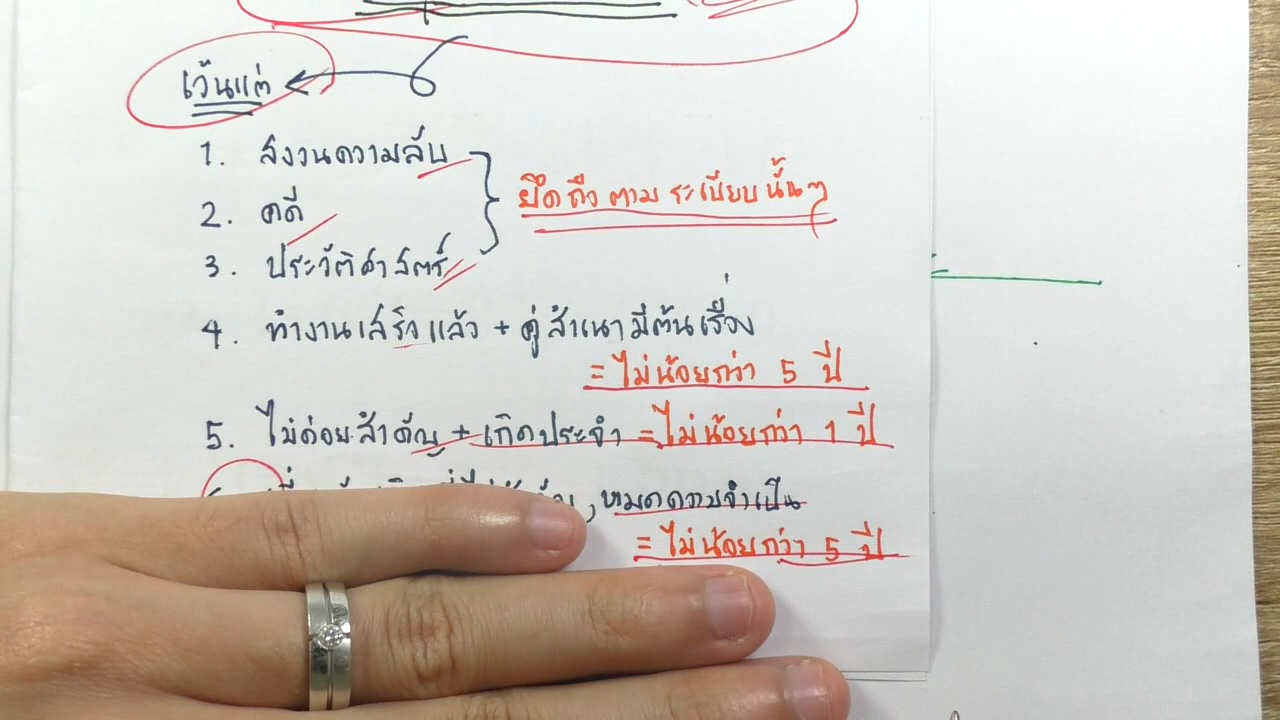 เว้นแต่
1. สงวนความลับ
2. คดี
3. ประวัติศาสตร์
ยึดถือ ตาม ระเบียบ นั้นๆ
4. ทำงานเสร็จแล้ว + คู่สำเนามีต้นเรื่อง
= ไม่น้อยกว่า 5 ปี
5. ไม่ค่อยสำคัญ + เกิดประจำ = ไม่น้อยกว่า 1 ปี
, หมดความจำเป็น
= ไม่น้อยกว่า 5 ปี